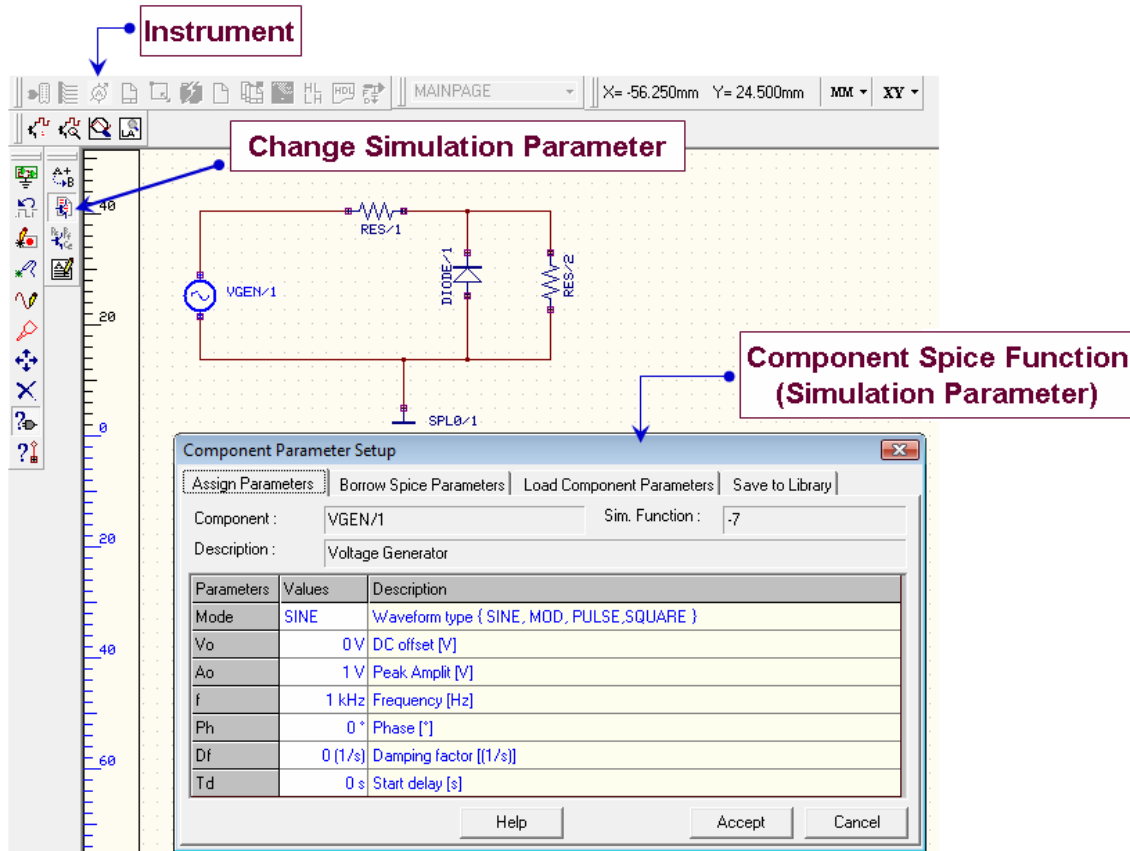 Instrument
MAINPAGE
X= -56.250mm Y= 24.500mm
MM
XY
Change Simulation Parameter
40
RES/1
DIODE/1
RES/2
VGEN/1
20
Component Spice Function
(Simulation Parameter)
SPL0/1
0
Component Parameter Setup
Assign Parameters Borrow Spice Parameters Load Component Parameters Save to Library
Component : VGEN/1 Sim. Function : -7
Description : Voltage Generator
20
Parameters Values Description
Mode SINE Waveform type { SINE, MOD, PULSE,SQUARE }
Vo 0 V DC offset [V]
40
Ao 1 V Peak Amplit [V]
f 1 kHz Frequency [Hz]
Ph 0 ° Phase [°]
Df 0 (1/s) Damping factor [(1/s)]
60
Td 0 s Start delay [s]
Help Accept Cancel